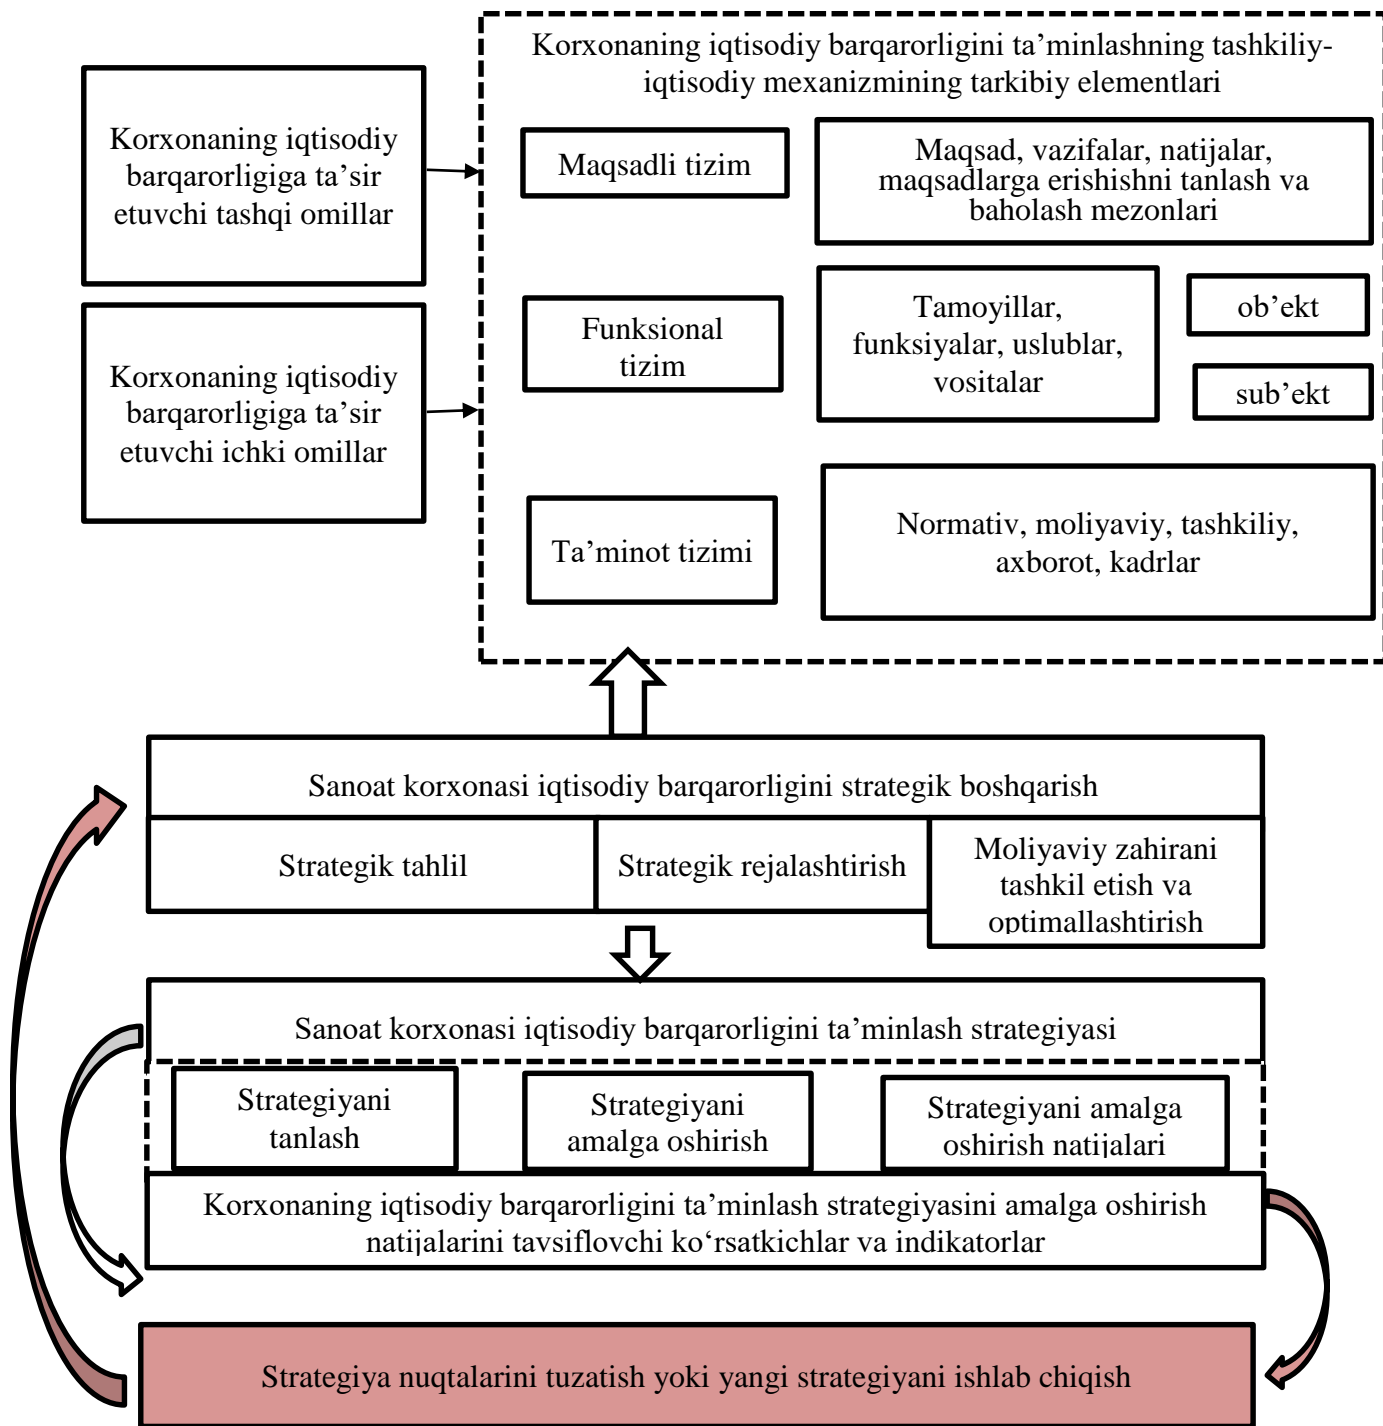 Korxonaning iqtisodiy barqarorligini ta’minlashning tashkiliy-
iqtisodiy mexanizmining tarkibiy elementlari
Korxonaning iqtisodiy
barqarorligiga ta’sir
etuvchi tashqi omillar
Maqsadli tizim
Maqsad, vazifalar, natijalar,
maqsadlarga erishishni tanlash va
baholash mezonlari
Korxonaning iqtisodiy
barqarorligiga ta’sir
etuvchi ichki omillar
Funksional
tizim
Tamoyillar,
funksiyalar, uslublar,
vositalar
ob’ekt
sub’ekt
Ta’minot tizimi
Normativ, moliyaviy, tashkiliy,
axborot, kadrlar
Sanoat korxonasi iqtisodiy barqarorligini strategik boshqarish
Strategik tahlil
Strategik rejalashtirish
Moliyaviy zahirani
tashkil etish va
optimallashtirish
Sanoat korxonasi iqtisodiy barqarorligini ta’minlash strategiyasi
Strategiyani
tanlash
Strategiyani
amalga oshirish
Strategiyani amalga
oshirish natijalari
Korxonaning iqtisodiy barqarorligini ta’minlash strategiyasini amalga oshirish
natijalarini tavsiflovchi ko‘rsatkichlar va indikatorlar
Strategiya nuqtalarini tuzatish yoki yangi strategiyani ishlab chiqish